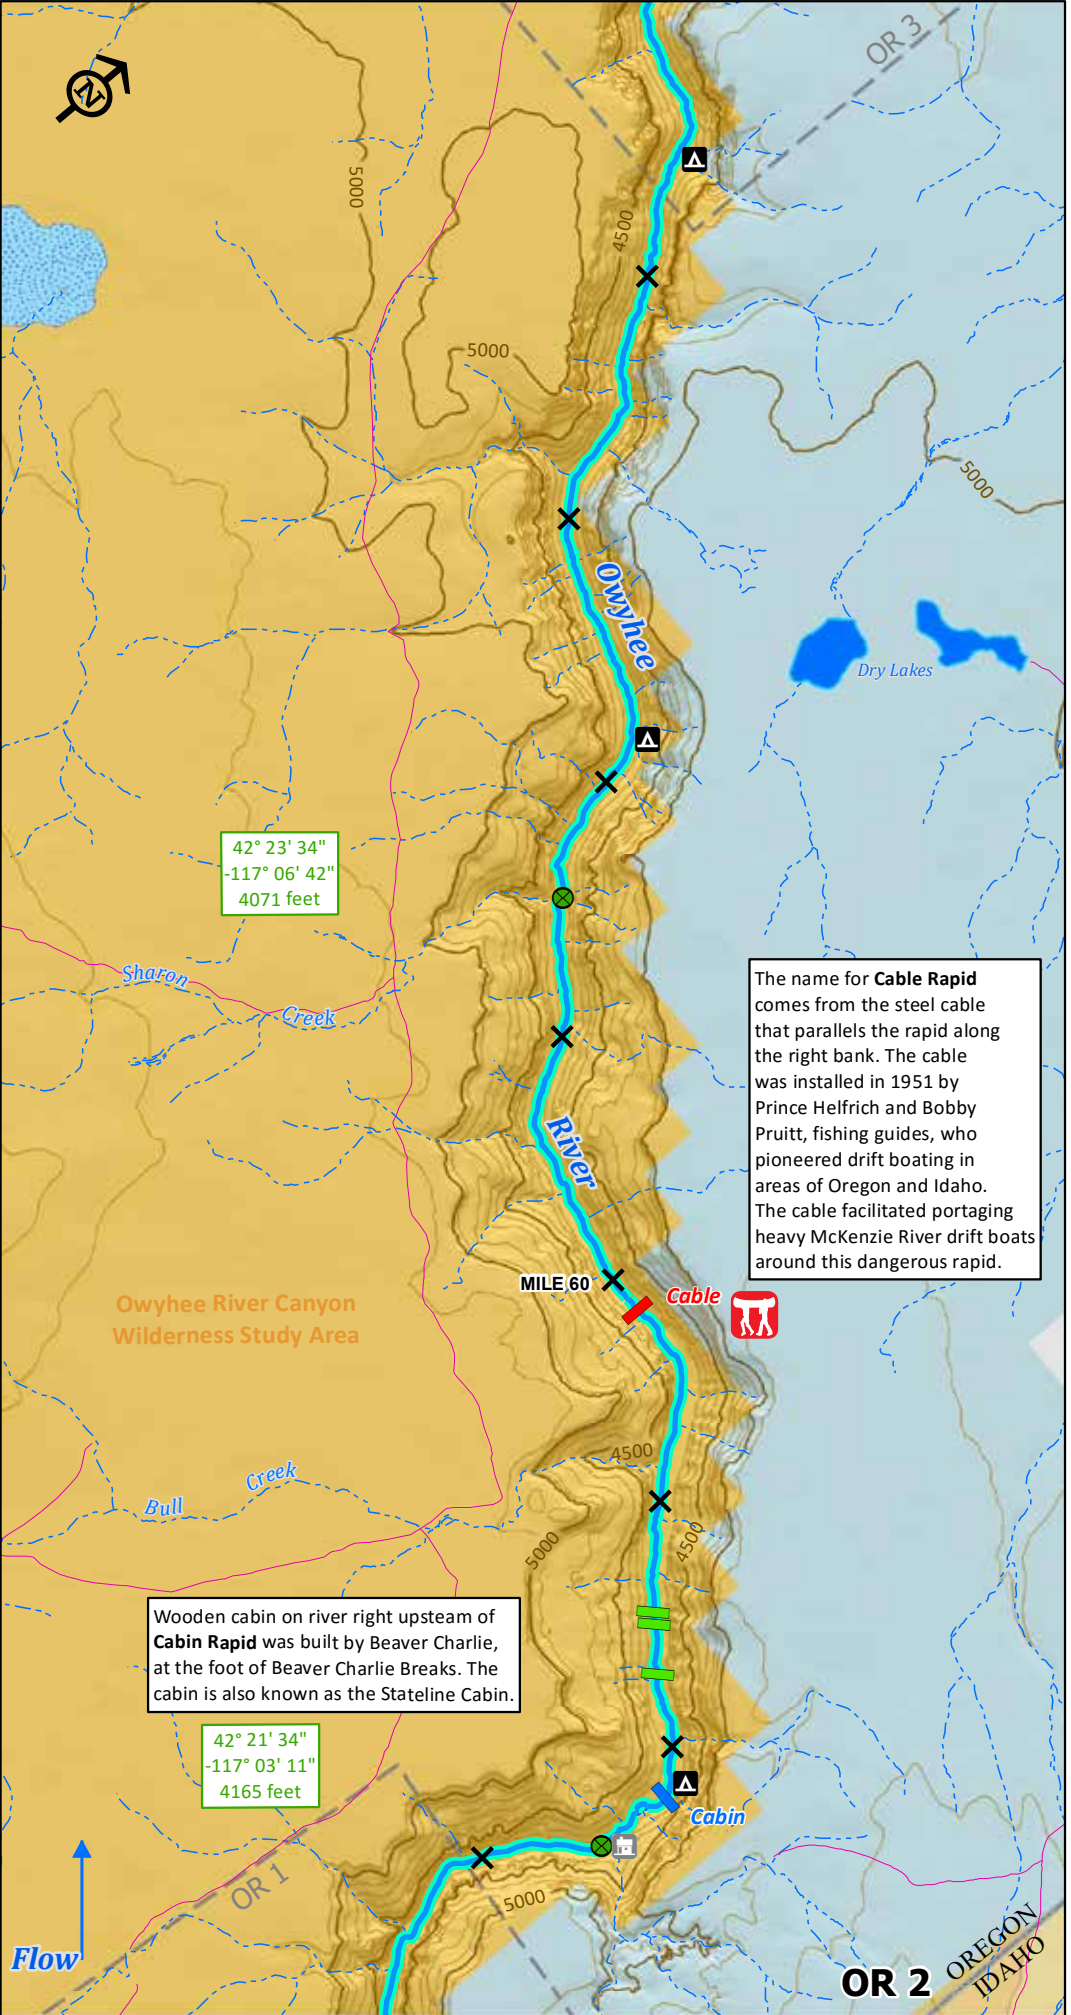 OR 3
N
5000
4500
5000
5000
Owyhee
Dry Lakes
42° 23' 34"
-117° 06' 42"
4071 feet
Sharon
Creek
The name for Cable Rapid
comes from the steel cable
that parallels the rapid along
the right bank. The cable
was installed in 1951 by
Prince Helfrich and Bobby
Pruitt, fishing guides, who
pioneered drift boating in
areas of Oregon and Idaho.
The cable facilitated portaging
heavy McKenzie River drift boats
around this dangerous rapid.
River
MILE 60
Cable
Owyhee River Canyon
Wilderness Study Area
4500
Creek
Bull
5000
4500
Wooden cabin on river right upsteam of
Cabin Rapid was built by Beaver Charlie,
at the foot of Beaver Charlie Breaks. The
cabin is also known as the Stateline Cabin.
42° 21' 34"
-117° 03' 11"
4165 feet
Cabin
OR 1
5000
Flow
OR 2
OREGON
IDAHO